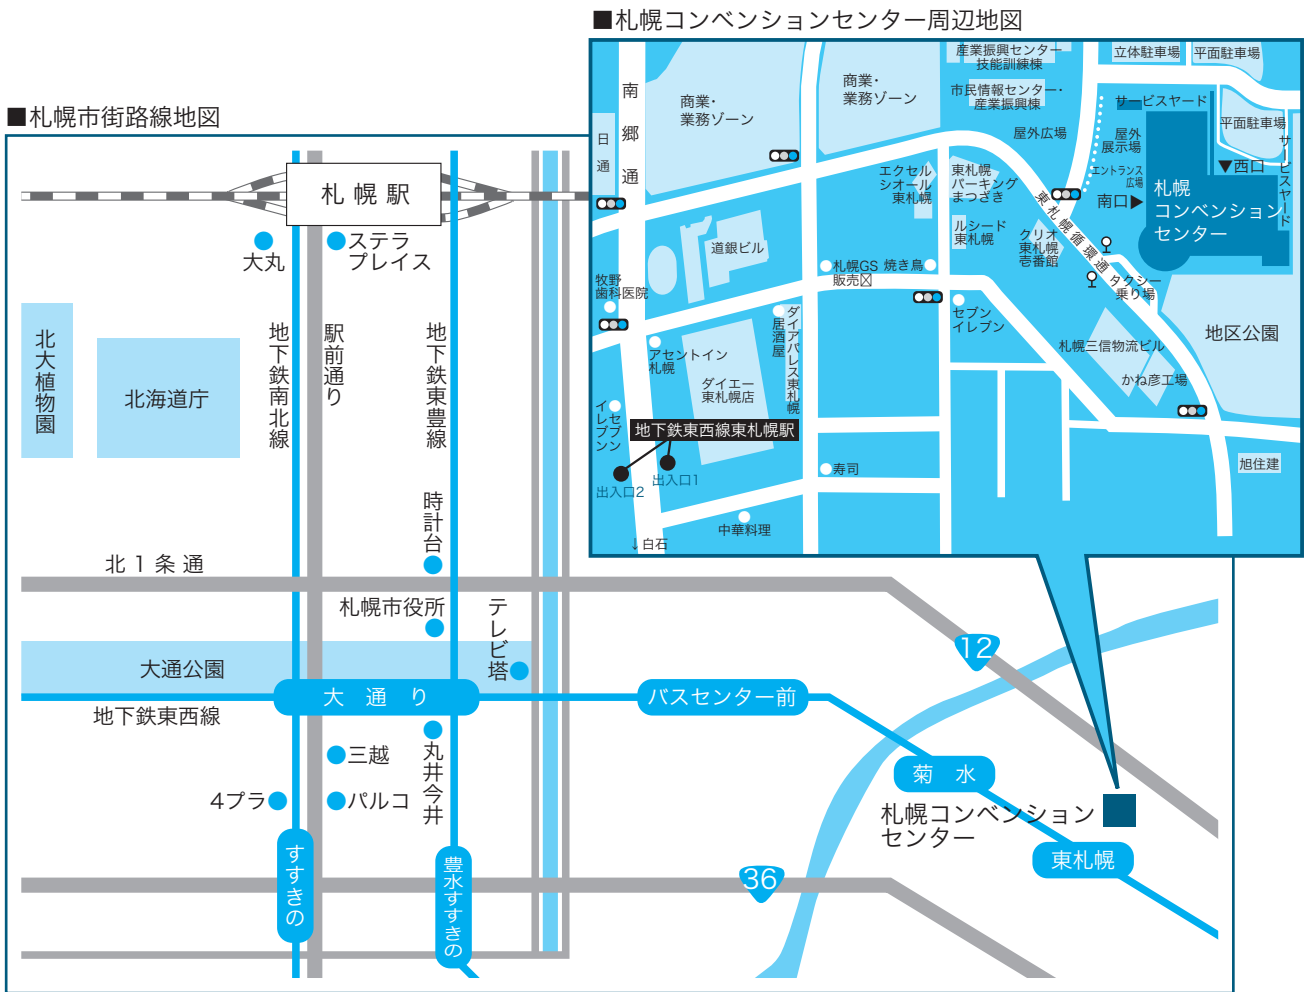 ■札幌コンベンションセンター周辺地図
南郷通
日通
商業・
業務ゾーン
商業・
業務ゾーン
産業振興センター
技能訓練棟
市民情報センター・
産業振興棟
屋外広場
立体駐車場
平面駐車場
サービスヤード
平面駐車場
サービスヤード
屋外
展示場
エントランス
広場
▼西口
南口▶
札幌
コンベンション
センター
エクセル
シオール
東札幌
東札幌
パーキング
まつざき
ルシード
東札幌
クリオ
東札幌
壱番館
東札幌循環通
タクシー
乗り場
道銀ビル
牧野
歯科医院
札幌GS
販売☒
焼き鳥
セブン
イレブン
居酒屋
ダイアパレス東札幌
アセントイン
札幌
ダイエー
東札幌店
セブン
イレブン
地下鉄東西線東札幌駅
出入口1
出入口2
寿司
中華料理
↓白石
札幌三信物流ビル
かね彦工場
地区公園
旭住建
■札幌市街路線地図
札幌駅
大丸
ステラ
プレイス
北大植物園
北海道庁
地下鉄南北線
駅前通り
地下鉄東豊線
時計台
北1条通
札幌市役所
テレビ塔
大通公園
大通り
地下鉄東西線
バスセンター前
12
菊水
札幌コンベンション
センター
東札幌
三越
丸井今井
4プラ
パルコ
すすきの
豊水すすきの
36